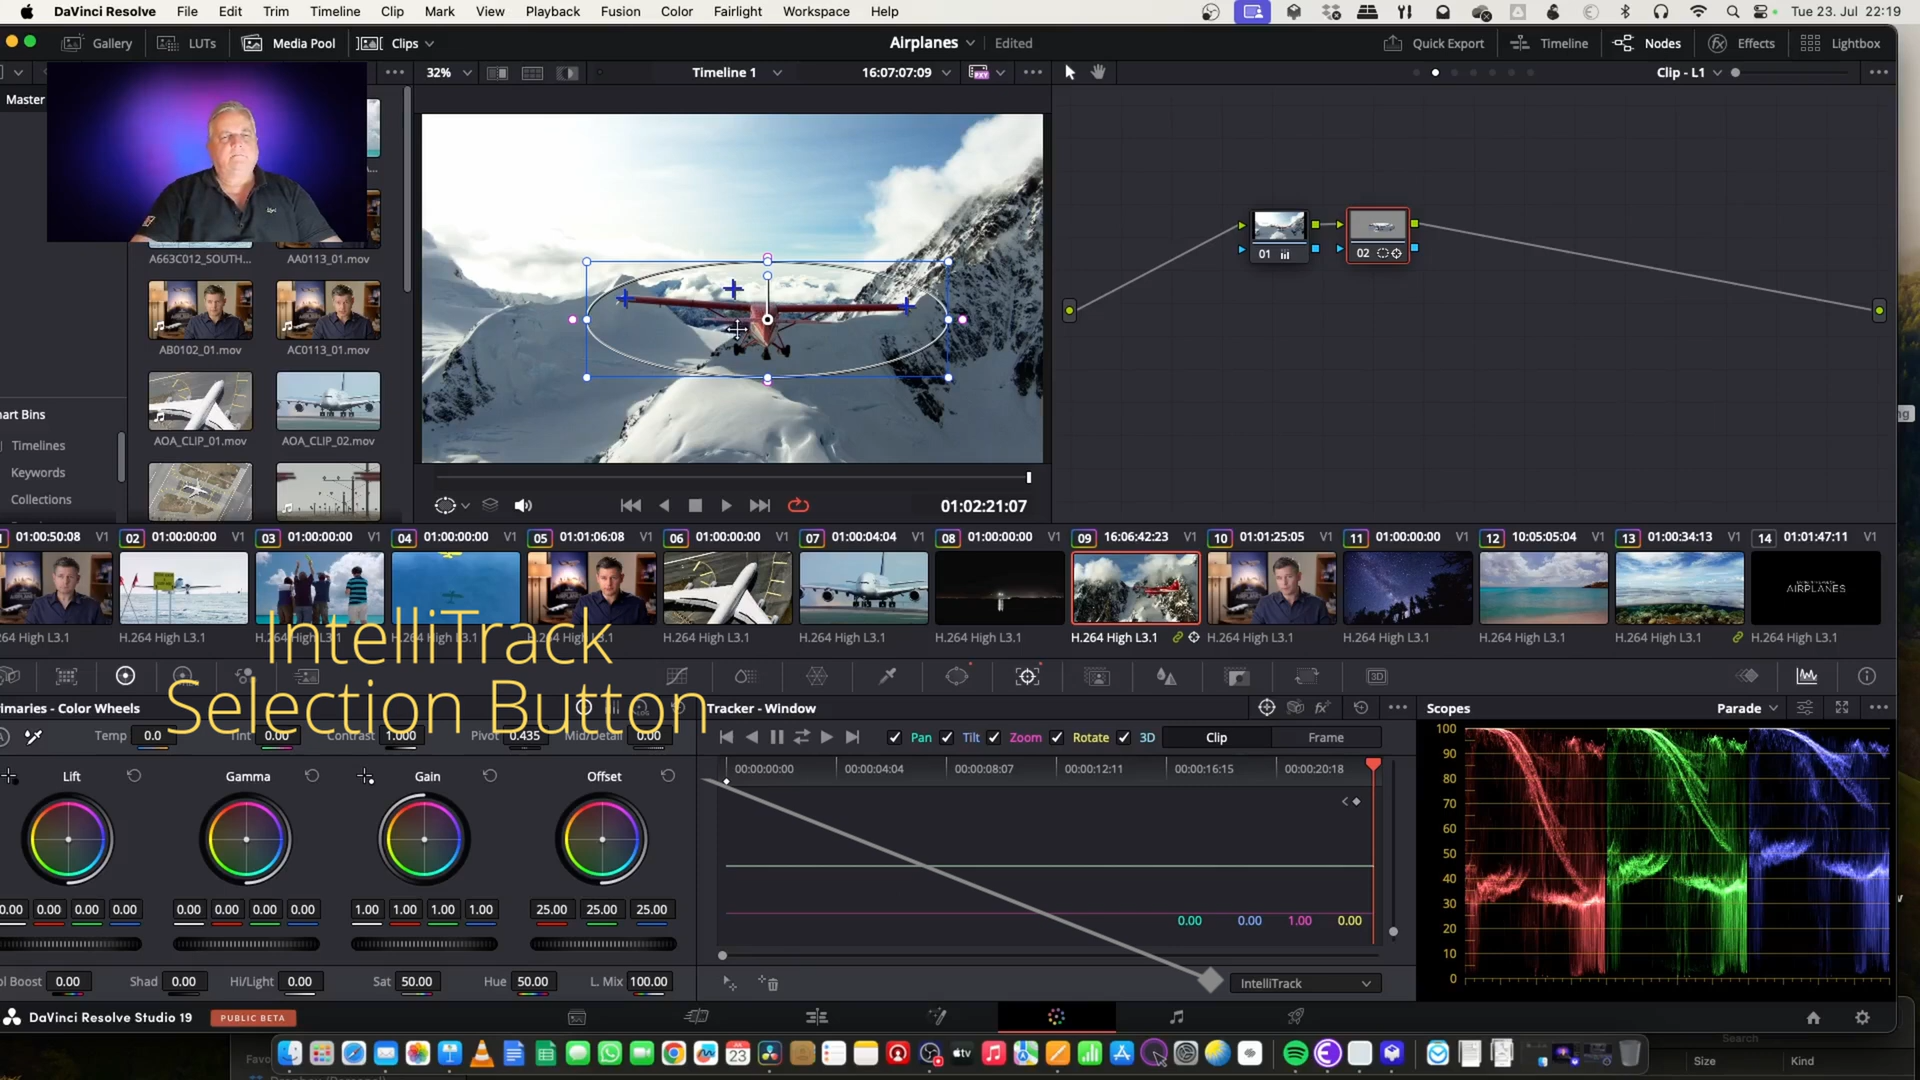 DaVinci Resolve File Edit Trim Timeline Clip Mark View Playback Fusion Color Fairlight Workspace Help Tue 23. Jul 22:19
Gallery LUTs Media Pool Clips Airplanes Edited Quick Export Timeline Nodes Effects Lightbox
32% Timeline 1 16:07:07:09 Clip - L1
Master
A663C012_SOUTH... AA0113_01.mov
AB0102_01.mov AC0113_01.mov
AOA_CLIP_01.mov AOA_CLIP_02.mov
art Bins
Timelines
Keywords
Collections
01 02
01:02:21:07
01:00:50:08 V1 02 01:00:00:00 V1 03 01:00:00:00 V1 04 01:00:00:00 V1 05 01:01:06:08 V1 06 01:00:00:00 V1 07 01:00:04:04 V1 08 01:00:00:00 V1 09 16:06:42:23 V1 10 01:01:25:05 V1 11 01:00:00:00 V1 12 10:05:05:04 V1 13 01:00:34:13 V1 14 01:01:47:11 V1
AIRPLANES
264 High L3.1 H.264 High L3.1 H.264 High L3.1 H.264 High L3.1 H.264 High L3.1 H.264 High L3.1 H.264 High L3.1 H.264 High L3.1 H.264 High L3.1 H.264 High L3.1 H.264 High L3.1 H.264 High L3.1 H.264 High L3.1 H.264 High L3.1
IntelliTrack
Selection Button
3D
rimaries - Color Wheels
Temp 0.0 Tint 0.00 Contrast 1.000 Pivot 0.435 Mid/Detail 0.00
Lift Gamma Gain Offset
0.00 0.00 0.00 0.00 0.00 0.00 0.00 0.00 1.00 1.00 1.00 1.00 25.00 25.00 25.00
ol Boost 0.00 Shad 0.00 Hi/Light 0.00 Sat 50.00 Hue 50.00 L. Mix 100.00
Tracker - Window
Pan Tilt Zoom Rotate 3D Clip Frame
00:00:00:00 00:00:04:04 00:00:08:07 00:00:12:11 00:00:16:15 00:00:20:18
0.00 0.00 1.00 0.00
IntelliTrack
Scopes Parade
100
90
80
70
60
50
40
30
20
10
0
DaVinci Resolve Studio 19 PUBLIC BETA
Favo
Search
Size Kind
JUL
23
tv